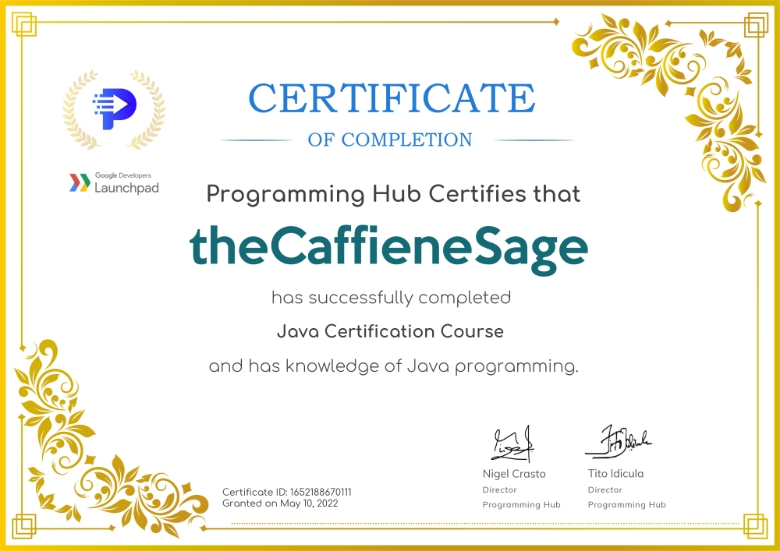 CERTIFICATE
OF COMPLETION
Google Developers
Launchpad
Programming Hub Certifies that
theCaffieneSage
has successfully completed
Java Certification Course
and has knowledge of Java programming.
Nigel Crasto
Director
Programming Hub
Tito Idicula
Director
Programming Hub
Certificate ID: 1652188670111
Granted on May 10, 2022